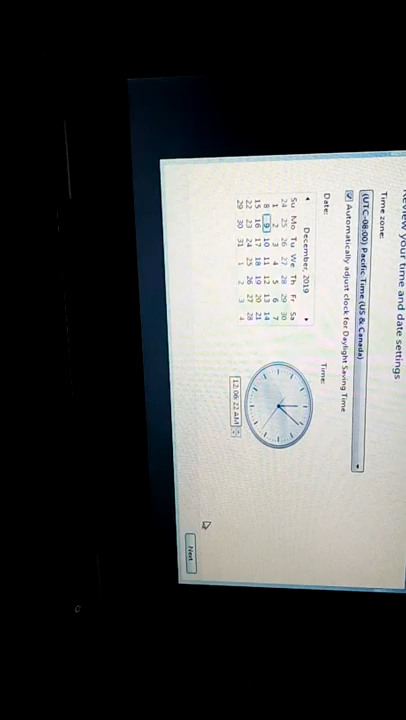 Review your time and date settings
Time zone:
(UTC-08:00) Pacific Time (US & Canada)
Automatically adjust clock for Daylight Saving Time
Date:
Time:
December, 2019
Su Mo Tu We Th Fr Sa
24 25 26 27 28 29 30
1 2 3 4 5 6 7
8 9 10 11 12 13 14
15 16 17 18 19 20 21
22 23 24 25 26 27 28
29 30 31 1 2 3 4
12:06:22 AM
Next